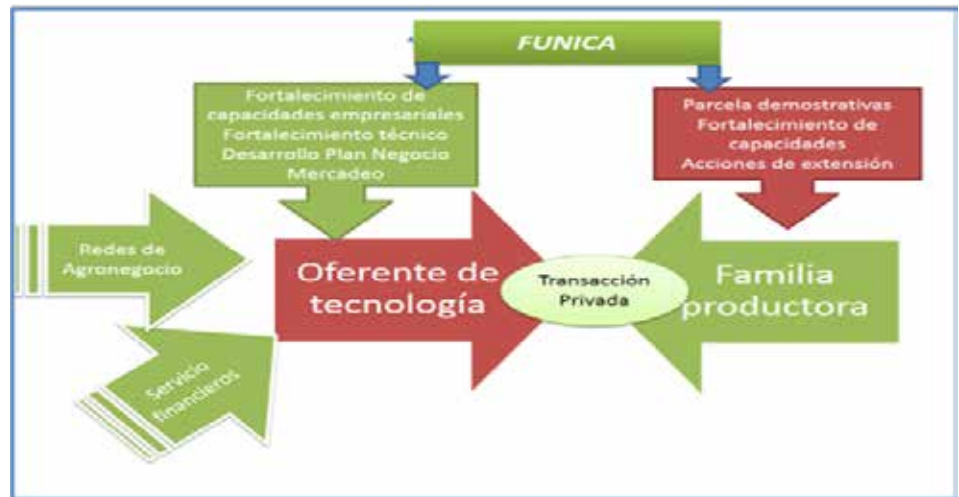 FUNICA
Fortalecimiento de
capacidades empresariales
Fortalecimiento técnico
Desarrollo Plan Negocio
Mercadeo
Parcela demostrativas
Fortalecimiento de
capacidades
Acciones de extensión
Redes de
Agronegocio
Oferente de
tecnología
Transacción
Privada
Familia
productora
Servicio
financieros